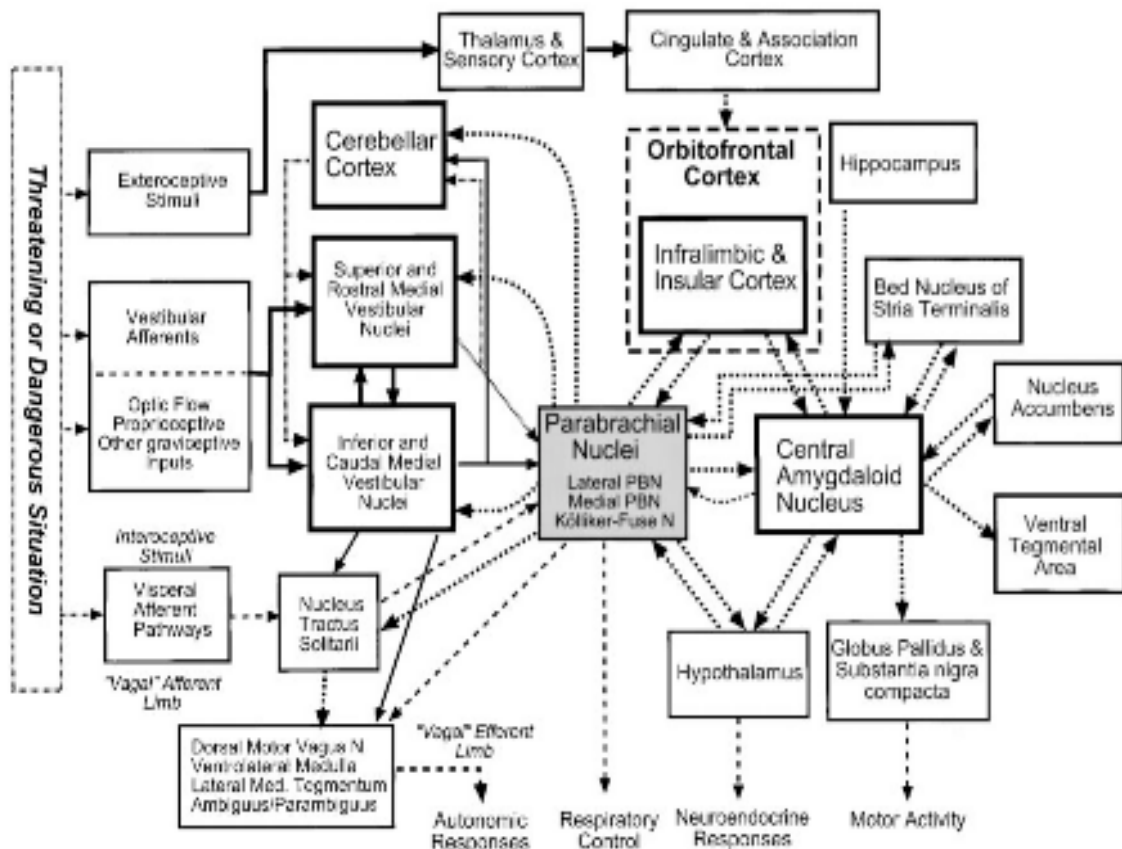 Threatening or Dangerous Situation
Thalamus &
Sensory Cortex
Cingulate & Association
Cortex
Exteroceptive
Stimuli
Cerebellar
Cortex
Orbitofrontal
Cortex
Hippocampus
Infralimbic &
Insular Cortex
Superior and
Rostral Medial
Vestibular
Nuclei
Bed Nucleus of
Stria Terminalis
Vestibular
Afferents
Optic Flow
Proprioceptive
Other graviceptive
Inputs
Inferior and
Caudal Medial
Vestibular
Nuclei
Parabrachial
Nuclei
Lateral PBN
Medial PBN
Kölliker-Fuse N
Central
Amygdaloid
Nucleus
Nucleus
Accumbens
Ventral
Tegmental
Area
Interoceptive
Stimuli
Visceral
Afferent
Pathways
"Vagal" Afferent
Limb
Nucleus
Tractus
Solitarii
Hypothalamus
Globus Pallidus &
Substantia nigra
compacta
Dorsal Motor Vagus N
Ventrolateral Medulla
Lateral Med. Tegmentum
Ambiguus/Parambiguus
"Vagal" Efferent
Limb
Autonomic
Responses
Respiratory
Control
Neuroendocrine
Responses
Motor Activity